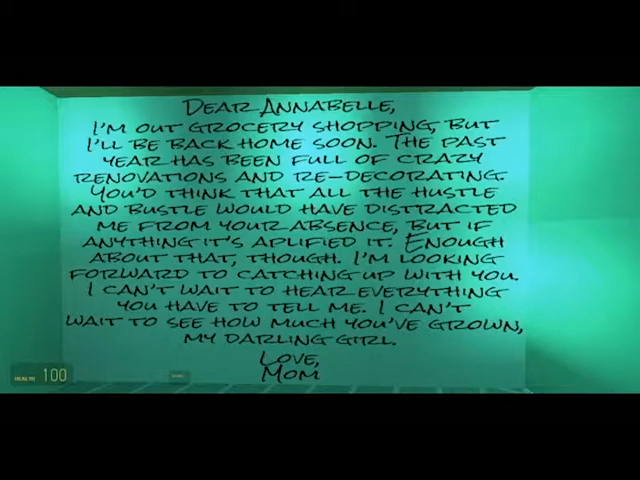 Dear Annabelle,
I'm out grocery shopping, but
I'll be back home soon. The past
year has been full of crazy
renovations and re-decorating.
You'd think that all the hustle
and bustle would have distracted
me from your absence, but if
anything it's aplified it. Enough
about that, though. I'm looking
forward to catching up with you.
I can't wait to hear everything
you have to tell me. I can't
wait to see how much you've grown,
my darling girl.
Love,
Mom
HEALTH 100